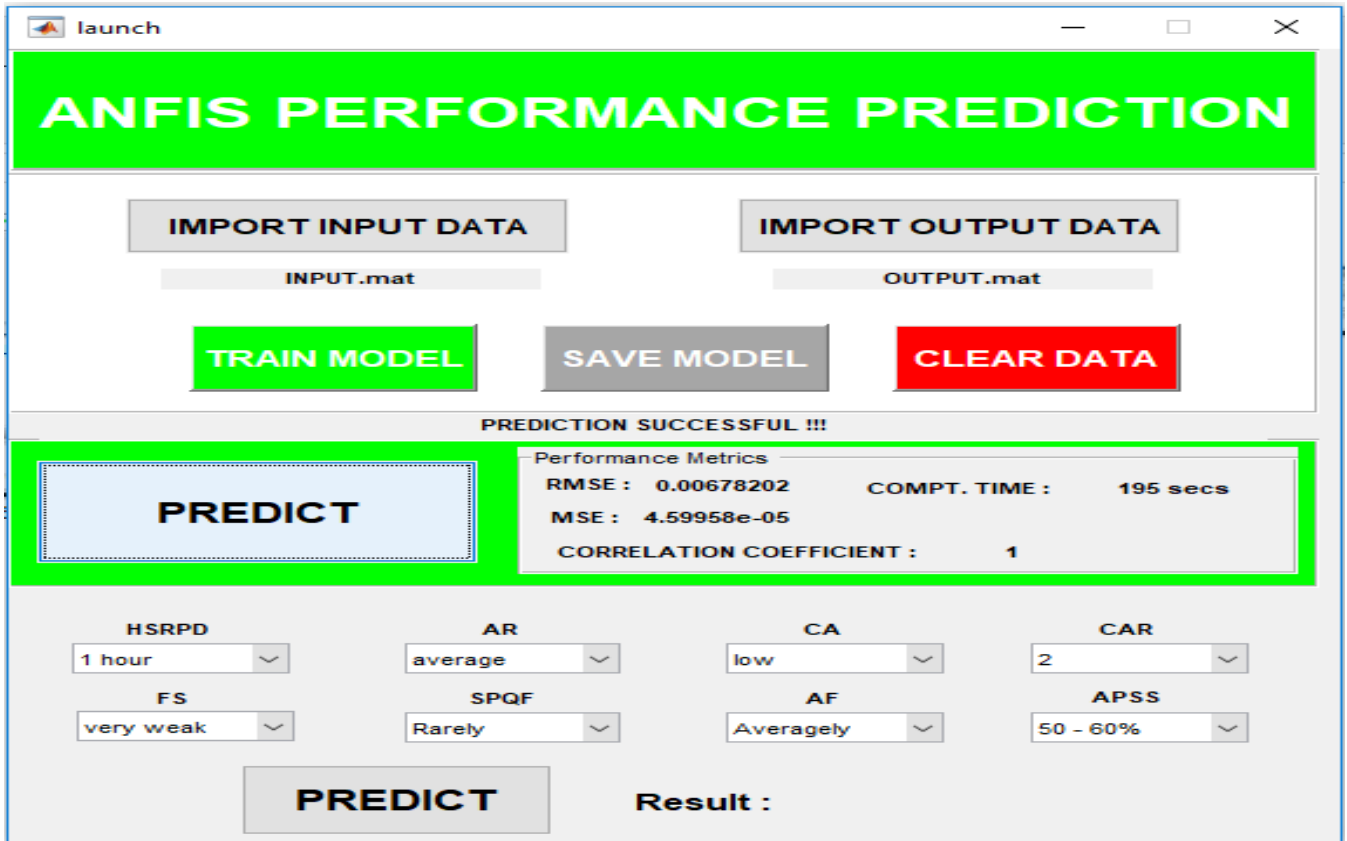 launch
ANFIS PERFORMANCE PREDICTION
IMPORT INPUT DATA
IMPORT OUTPUT DATA
INPUT.mat
OUTPUT.mat
TRAIN MODEL
SAVE MODEL
CLEAR DATA
PREDICTION SUCCESSFUL !!!
PREDICT
Performance Metrics
RMSE : 0.00678202
COMPT. TIME : 195 secs
MSE : 4.59958e-05
CORRELATION COEFFICIENT : 1
HSRPD
AR
CA
CAR
1 hour
average
low
2
FS
SPQF
AF
APSS
very weak
Rarely
Averagely
50 - 60%
PREDICT
Result :